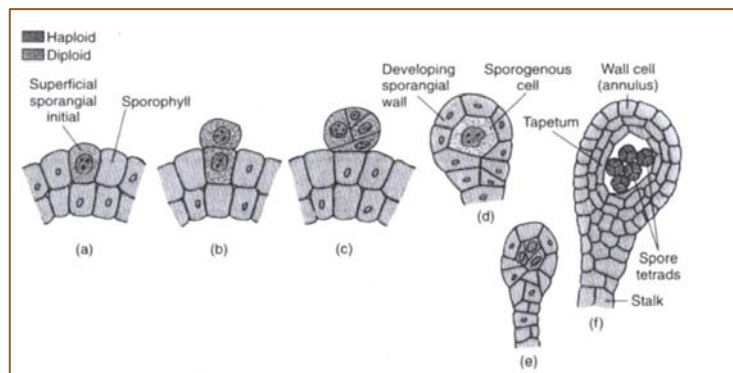 Haploid
Diploid
Superficial
sporangial
initial
Sporophyll
(a)
(b)
(c)
Developing
sporangial
wall
Sporogenous
cell
(d)
(e)
Wall cell
(annulus)
Tapetum
Spore
tetrads
Stalk
(f)